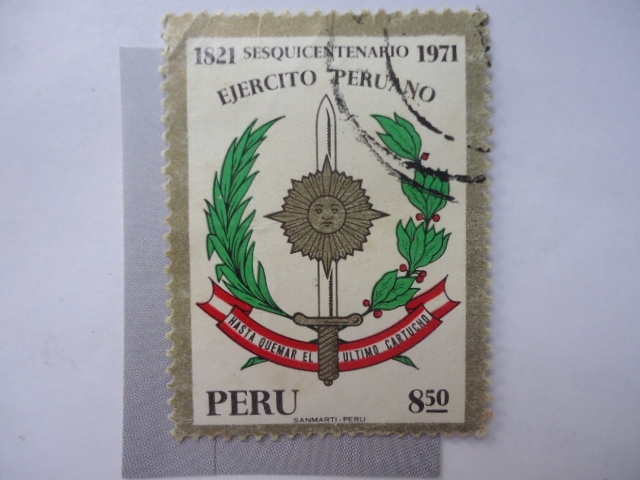 1821 SESQUICENTENARIO 1971
EJERCITO PERUANO
HASTA QUEMAR EL ULTIMO CARTUCHO
PERU 8.50
SANMARTI - PERU